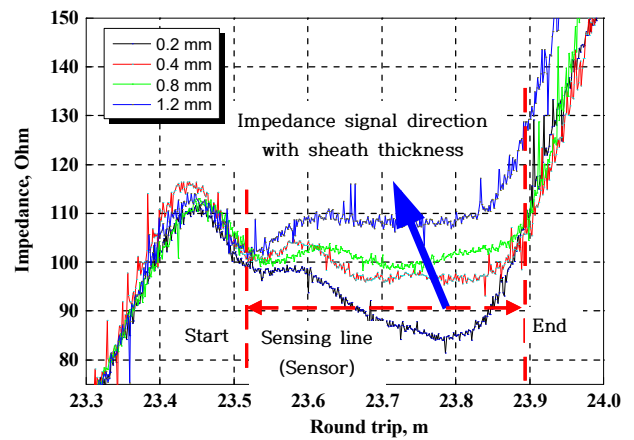 150
140
130
120
110
100
90
80
Impedance, Ohm
0.2 mm
0.4 mm
0.8 mm
1.2 mm
Impedance signal direction
with sheath thickness
Start
Sensing line
(Sensor)
End
23.3
23.4
23.5
23.6
23.7
23.8
23.9
24.0
Round trip, m